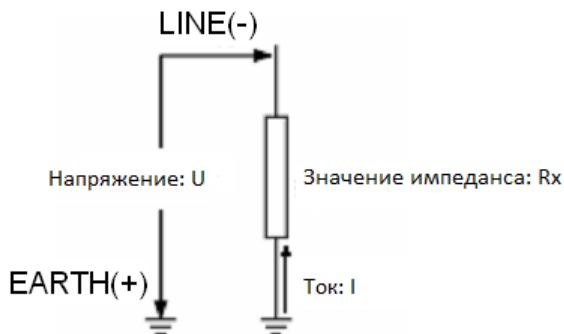 LINE(-)
Напряжение: U
Значение импеданса: Rx
EARTH(+)
Ток: I